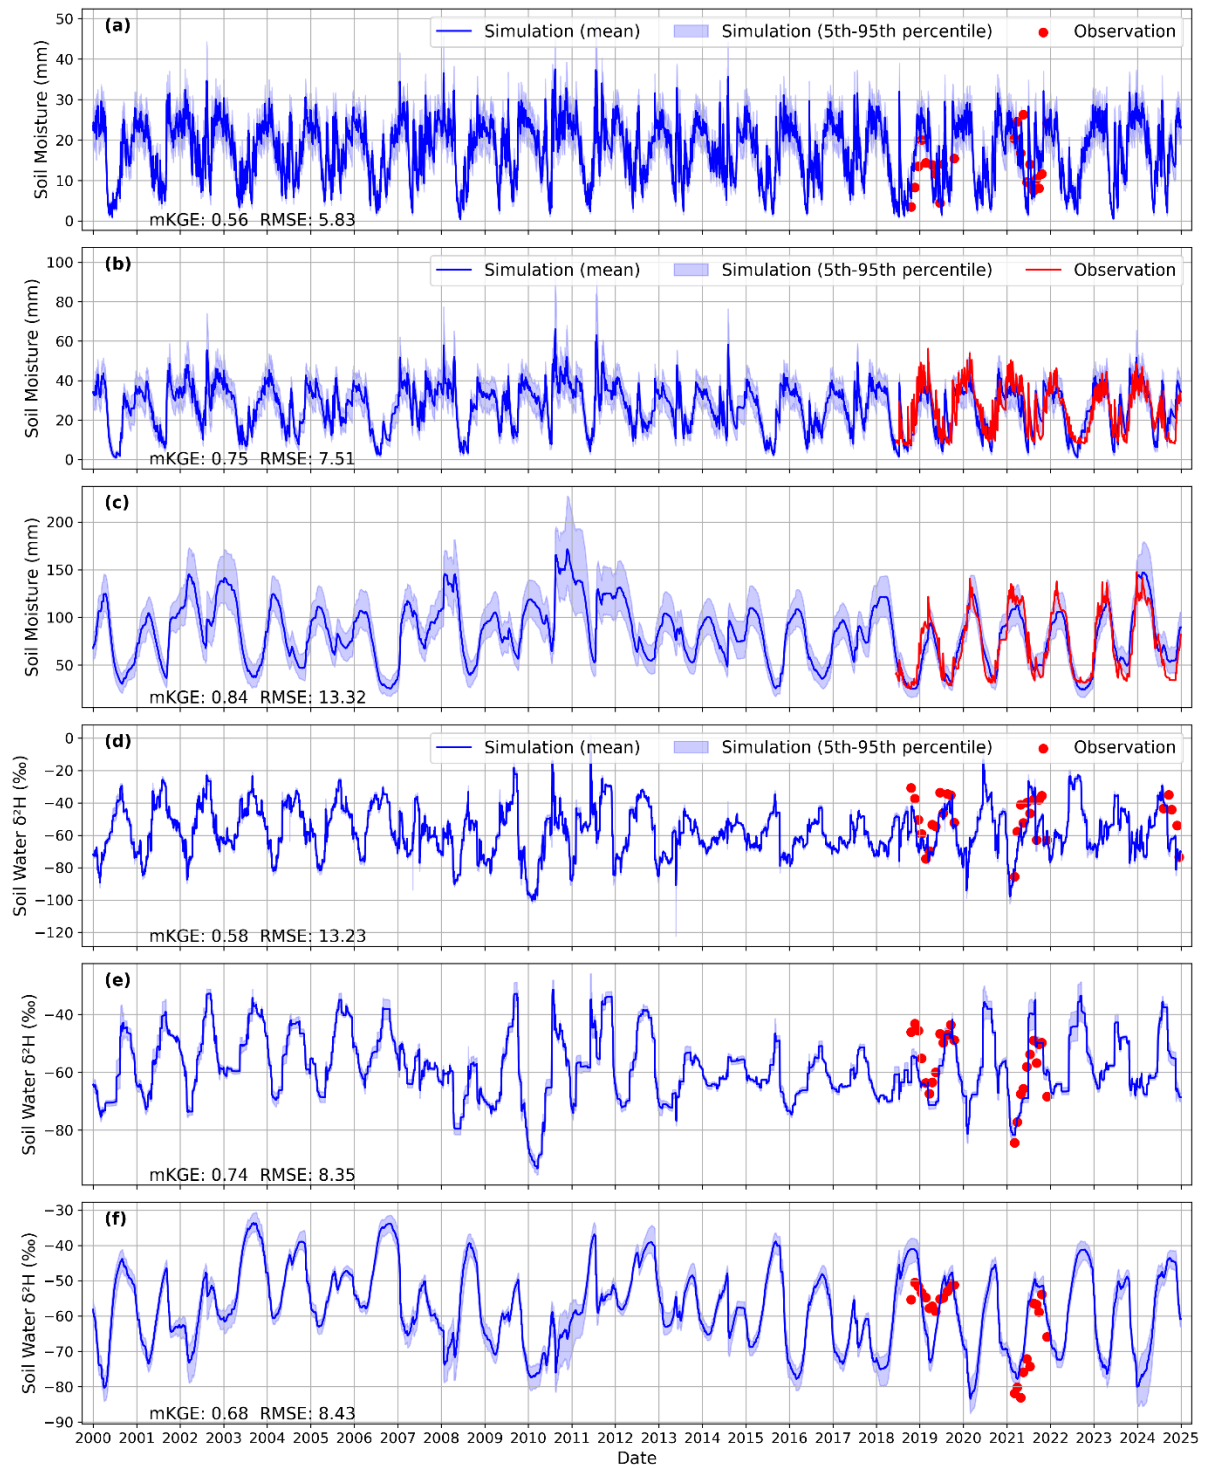 (a)
Simulation (mean) Simulation (5th-95th percentile) Observation
Soil Moisture (mm)
50
40
30
20
10
0
mKGE: 0.56 RMSE: 5.83
(b)
Simulation (mean) Simulation (5th-95th percentile) Observation
Soil Moisture (mm)
100
80
60
40
20
0
mKGE: 0.75 RMSE: 7.51
(c)
Soil Moisture (mm)
200
150
100
50
mKGE: 0.84 RMSE: 13.32
(d)
Simulation (mean) Simulation (5th-95th percentile) Observation
Soil Water δ²H (‰)
0
−20
−40
−60
−80
−100
−120
mKGE: 0.58 RMSE: 13.23
(e)
Soil Water δ²H (‰)
−40
−60
−80
mKGE: 0.74 RMSE: 8.35
(f)
Soil Water δ²H (‰)
−30
−40
−50
−60
−70
−80
−90
mKGE: 0.68 RMSE: 8.43
2000 2001 2002 2003 2004 2005 2006 2007 2008 2009 2010 2011 2012 2013 2014 2015 2016 2017 2018 2019 2020 2021 2022 2023 2024 2025
Date